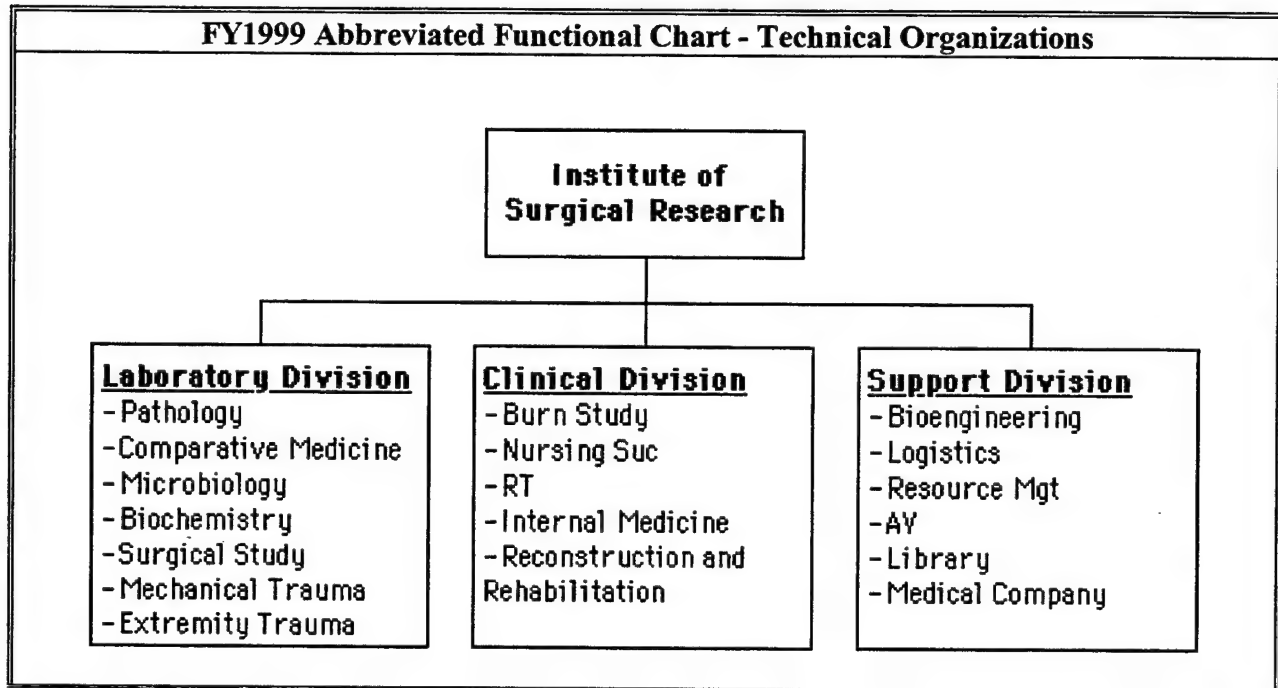 FY1999 Abbreviated Functional Chart - Technical Organizations
Institute of
Surgical Research
Laboratory Division
-Pathology
-Comparative Medicine
-Microbiology
-Biochemistry
-Surgical Study
-Mechanical Trauma
-Extremity Trauma
Clinical Division
-Burn Study
-Nursing Suc
-RT
-Internal Medicine
-Reconstruction and
Rehabilitation
Support Division
-Bioengineering
-Logistics
-Resource Mgt
-AV
-Library
-Medical Company